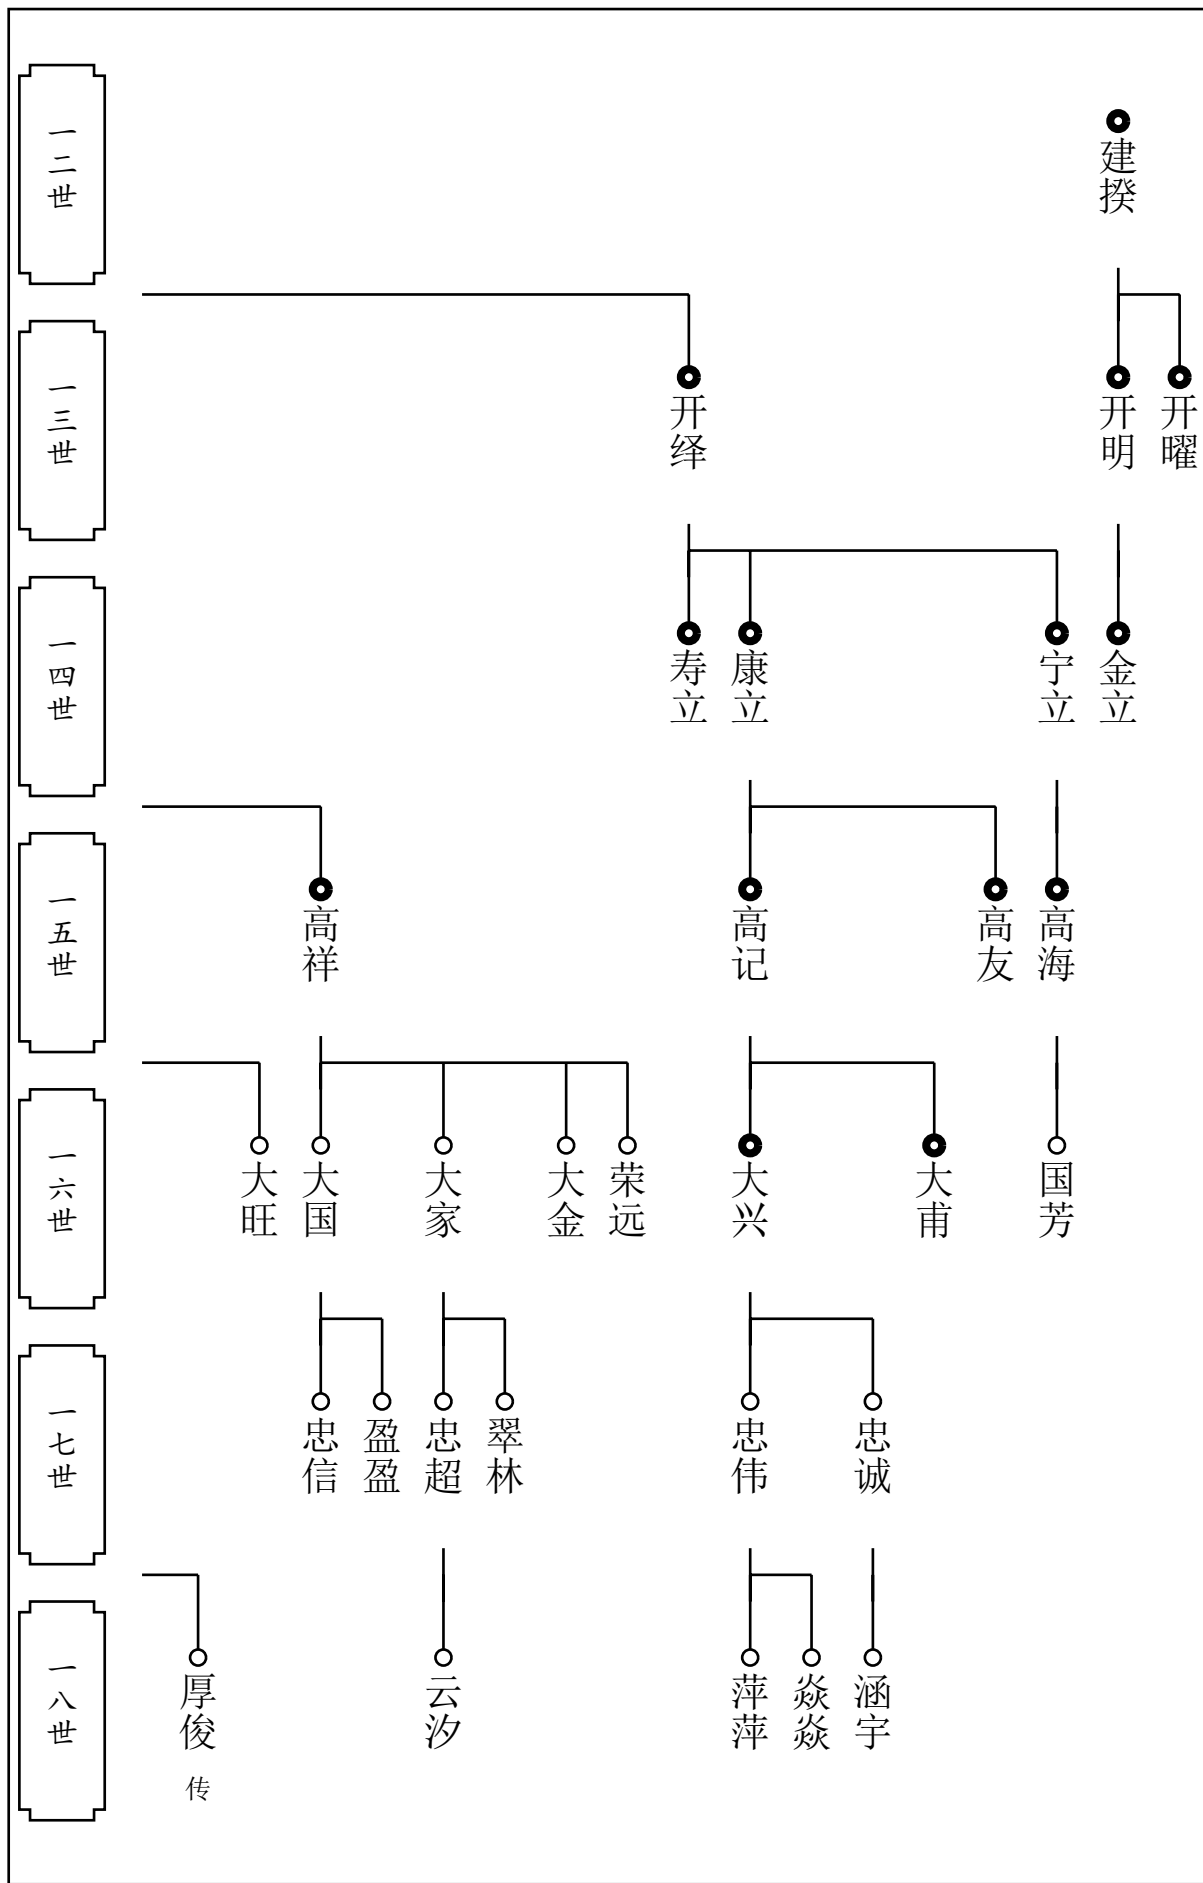 一二世
建揆
一三世
开曜
开明
开绎
一四世
金立
宁立
康立
寿立
一五世
高海
高友
高记
高祥
一六世
国芳
大甫
大兴
荣远
大金
大家
大国
大旺
一七世
忠诚
忠伟
翠林
忠超
盈盈
忠信
一八世
涵宇
焱焱
萍萍
云汐
厚俊
传